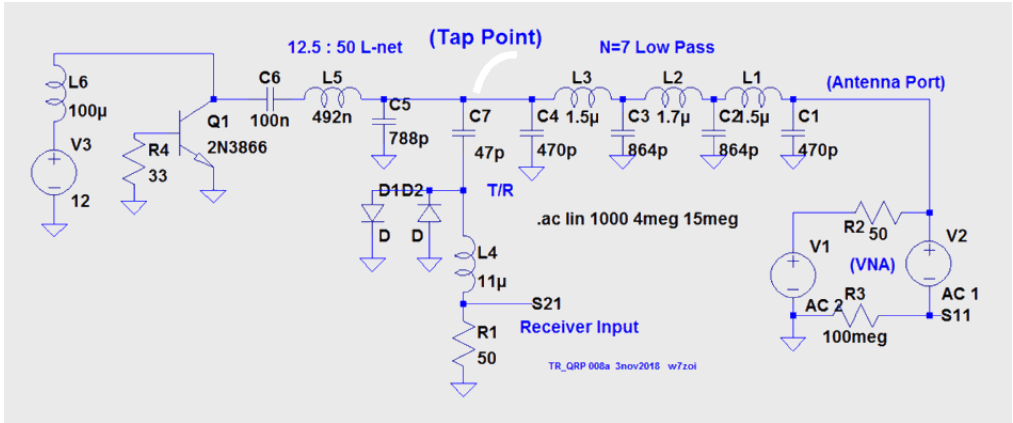 (Tap Point)
12.5 : 50 L-net
N=7 Low Pass
L6
100µ
C6
100n
L5
492n
C5
788p
C7
47p
C4
470p
L3
1.5µ
C3
864p
L2
1.7µ
C2
864p
L1
1.5µ
C1
470p
(Antenna Port)
Q1
2N3866
R4
33
V3
12
D1
D
D2
D
T/R
.ac lin 1000 4meg 15meg
L4
11µ
S21
Receiver Input
R1
50
R2
50
V1
AC 2
(VNA)
V2
AC 1
R3
100meg
S11
TR_QRP 008a 3nov2018 w7zoi